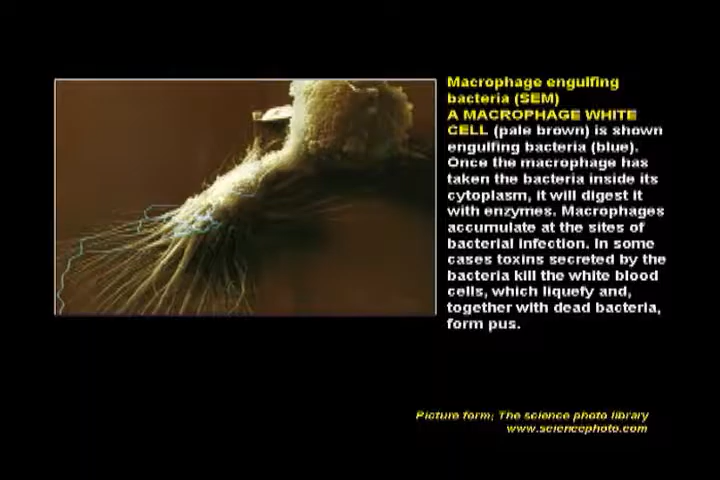 Macrophage engulfing
bacteria (SEM)
A MACROPHAGE WHITE
CELL (pale brown) is shown
engulfing bacteria (blue).
Once the macrophage has
taken the bacteria inside its
cytoplasm, it will digest it
with enzymes. Macrophages
accumulate at the sites of
bacterial infection. In some
cases toxins secreted by the
bacteria kill the white blood
cells, which liquefy and,
together with dead bacteria,
form pus.
Picture form; The science photo library
www.sciencephoto.com